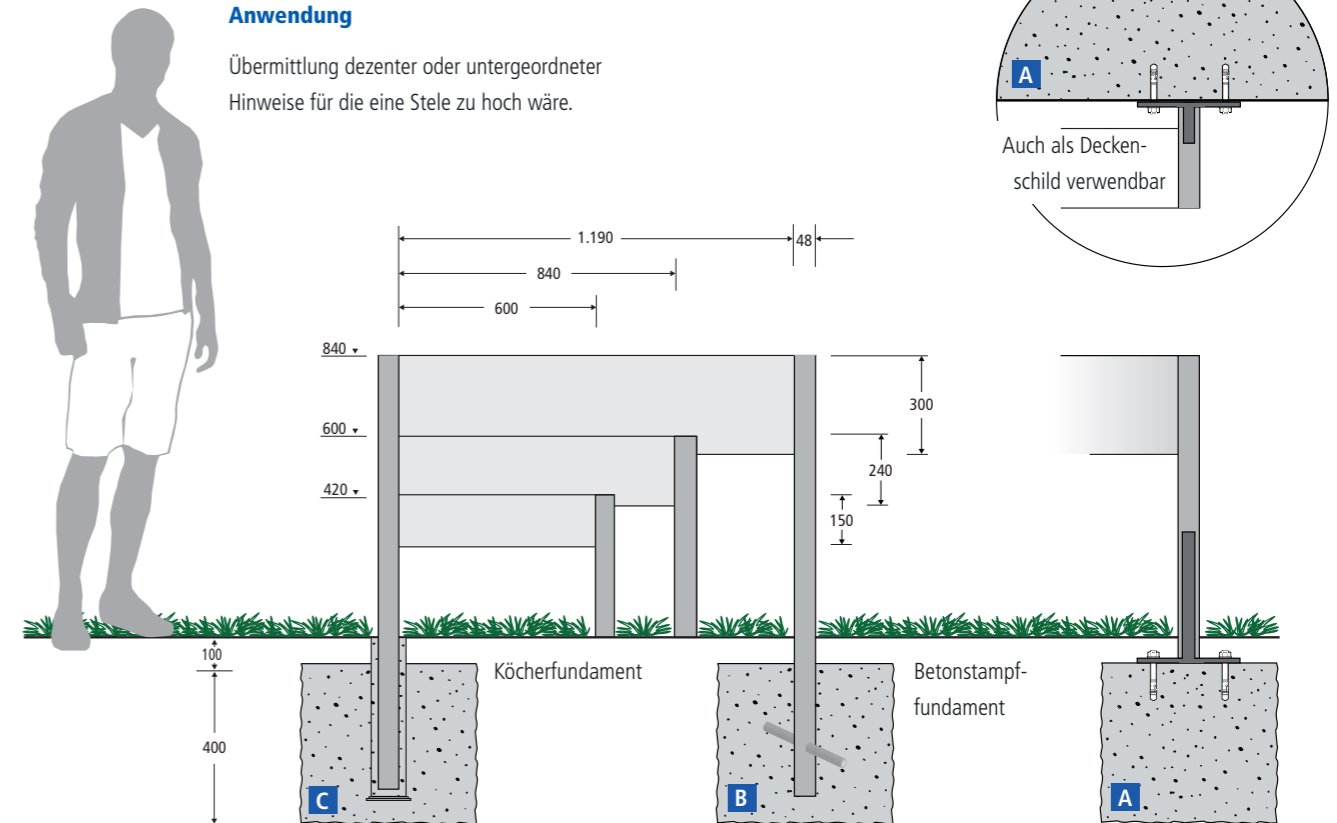 Anwendung
Übermittlung dezenter oder untergeordneter
Hinweise für die eine Stele zu hoch wäre.
A
Auch als Decken-
schild verwendbar
1.190
48
840
600
840
300
600
240
420
150
100
Köcherfundament
Betonstampf-
fundament
400
C
B
A